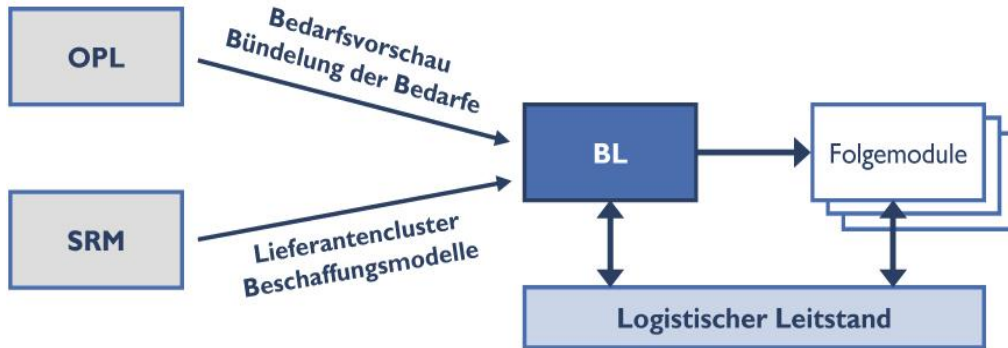 OPL
Bedarfsvorschau
Bündelung der Bedarfe
BL
Folgemodule
SRM
Lieferantencluster
Beschaffungsmodelle
Logistischer Leitstand